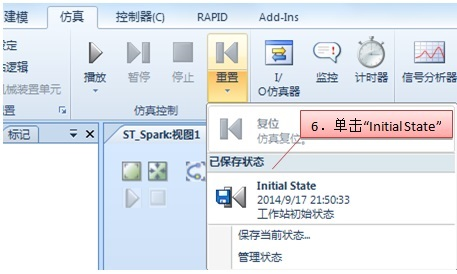 建模
仿真
控制器(C)
RAPID
Add-Ins
定
逻辑
机械装置单元
播放
暂停
停止
重置
I/
O仿真器
监控
计时器
信号分析器
仿真控制
标记
ST_Spark:视图1
复位
仿真复位。
6．单击“Initial State”
已保存状态
Initial State
2014/9/17 21:50:33
工作站初始状态
保存当前状态...
管理状态